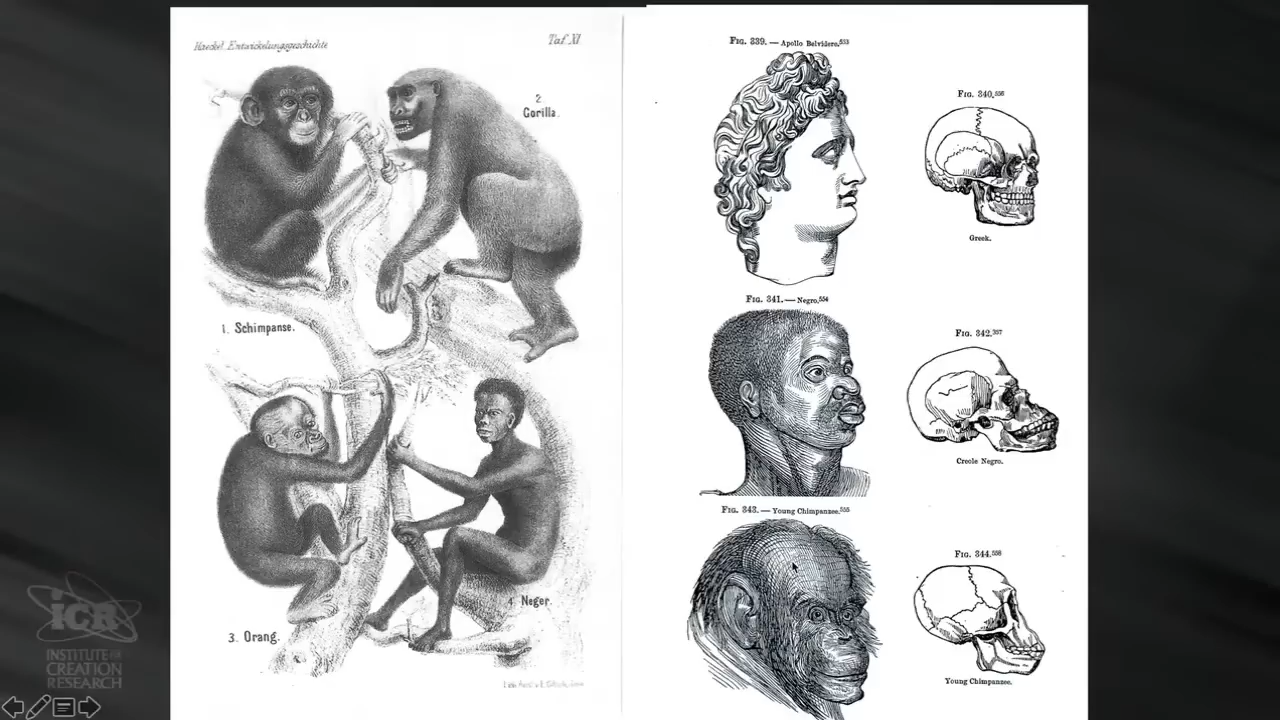 Haeckel Entwickelungsgeschichte
Taf XI
2
Gorilla.
1. Schimpanse.
4. Neger.
3. Orang.
FIG. 339. — Apollo Belvidere.553
FIG. 340.556
Greek.
FIG. 341. — Negro.554
FIG. 342.557
Creole Negro.
FIG. 343. — Young Chimpanzee.555
FIG. 344.558
Young Chimpanzee.
iCR
INSTITUTE FOR
CREATION
RESEARCH